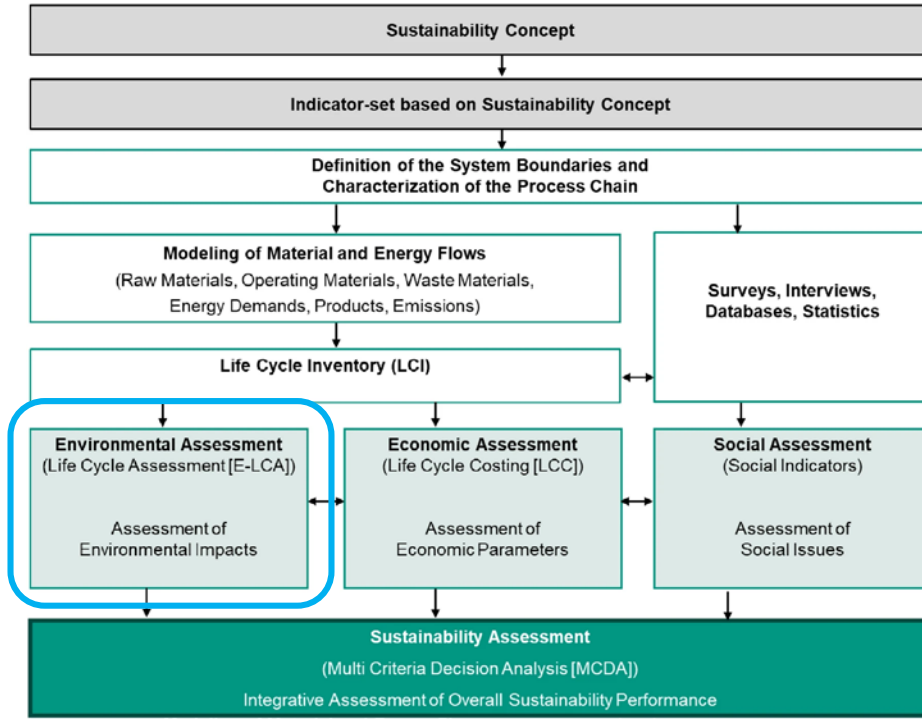 Sustainability Concept
Indicator-set based on Sustainability Concept
Definition of the System Boundaries and
Characterization of the Process Chain
Modeling of Material and Energy Flows
(Raw Materials, Operating Materials, Waste Materials,
Energy Demands, Products, Emissions)
Surveys, Interviews,
Databases, Statistics
Life Cycle Inventory (LCI)
Environmental Assessment
(Life Cycle Assessment [E-LCA])
Assessment of
Environmental Impacts
Economic Assessment
(Life Cycle Costing [LCC])
Assessment of
Economic Parameters
Social Assessment
(Social Indicators)
Assessment of
Social Issues
Sustainability Assessment
(Multi Criteria Decision Analysis [MCDA])
Integrative Assessment of Overall Sustainability Performance